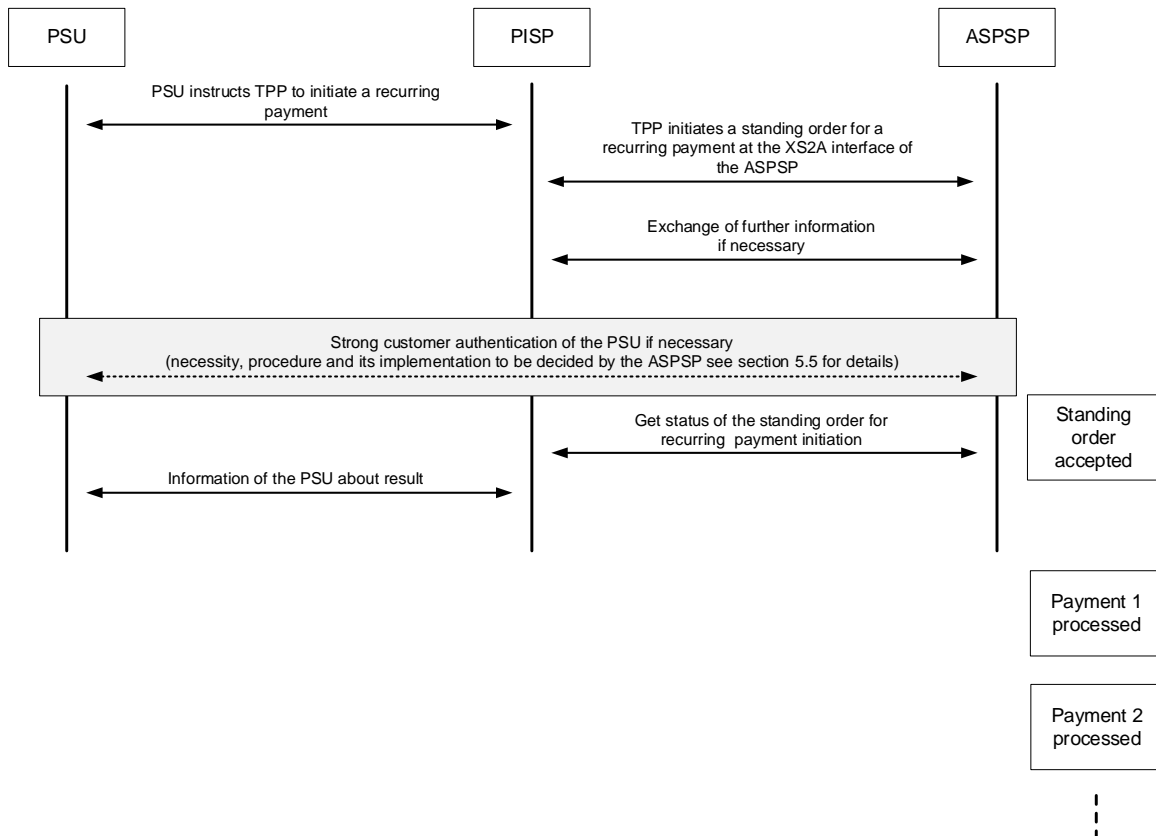 PSU
PISP
ASPSP
PSU instructs TPP to initiate a recurring
payment
TPP initiates a standing order for a
recurring payment at the XS2A interface of
the ASPSP
Exchange of further information
if necessary
Strong customer authentication of the PSU if necessary
(necessity, procedure and its implementation to be decided by the ASPSP see section 5.5 for details)
Get status of the standing order for
recurring payment initiation
Standing
order
accepted
Information of the PSU about result
Payment 1
processed
Payment 2
processed